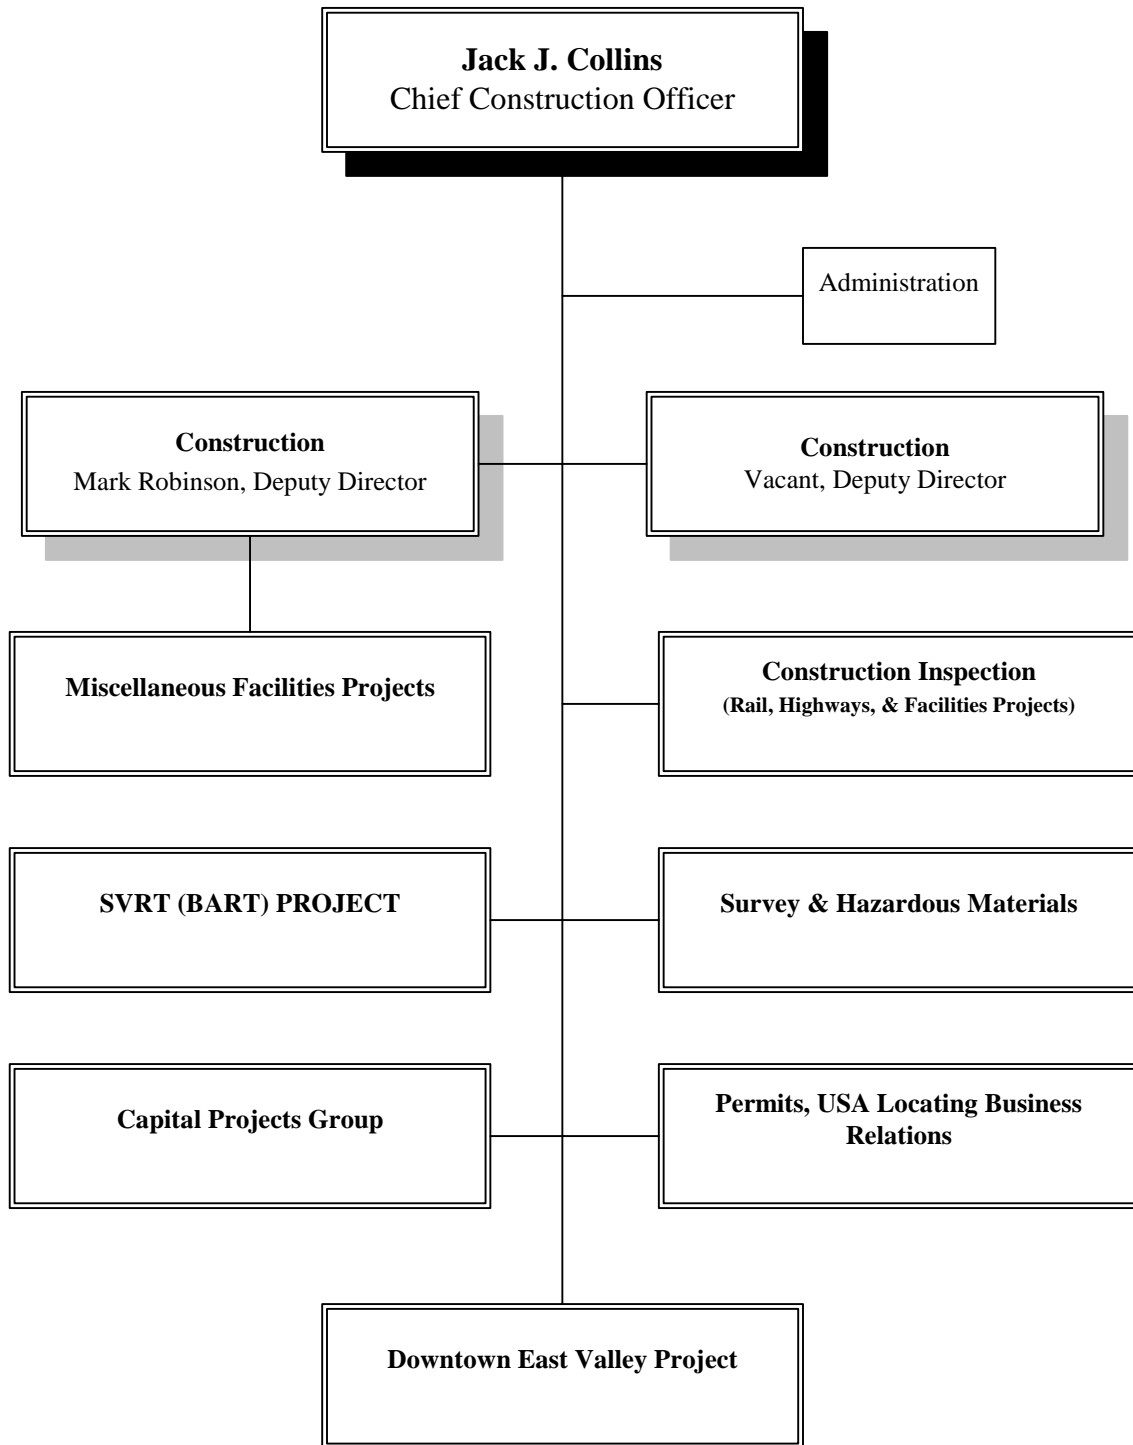 Jack J. Collins
Chief Construction Officer
Administration
Construction
Mark Robinson, Deputy Director
Construction
Vacant, Deputy Director
Miscellaneous Facilities Projects
Construction Inspection
(Rail, Highways, & Facilities Projects)
SVRT (BART) PROJECT
Survey & Hazardous Materials
Capital Projects Group
Permits, USA Locating Business
Relations
Downtown East Valley Project